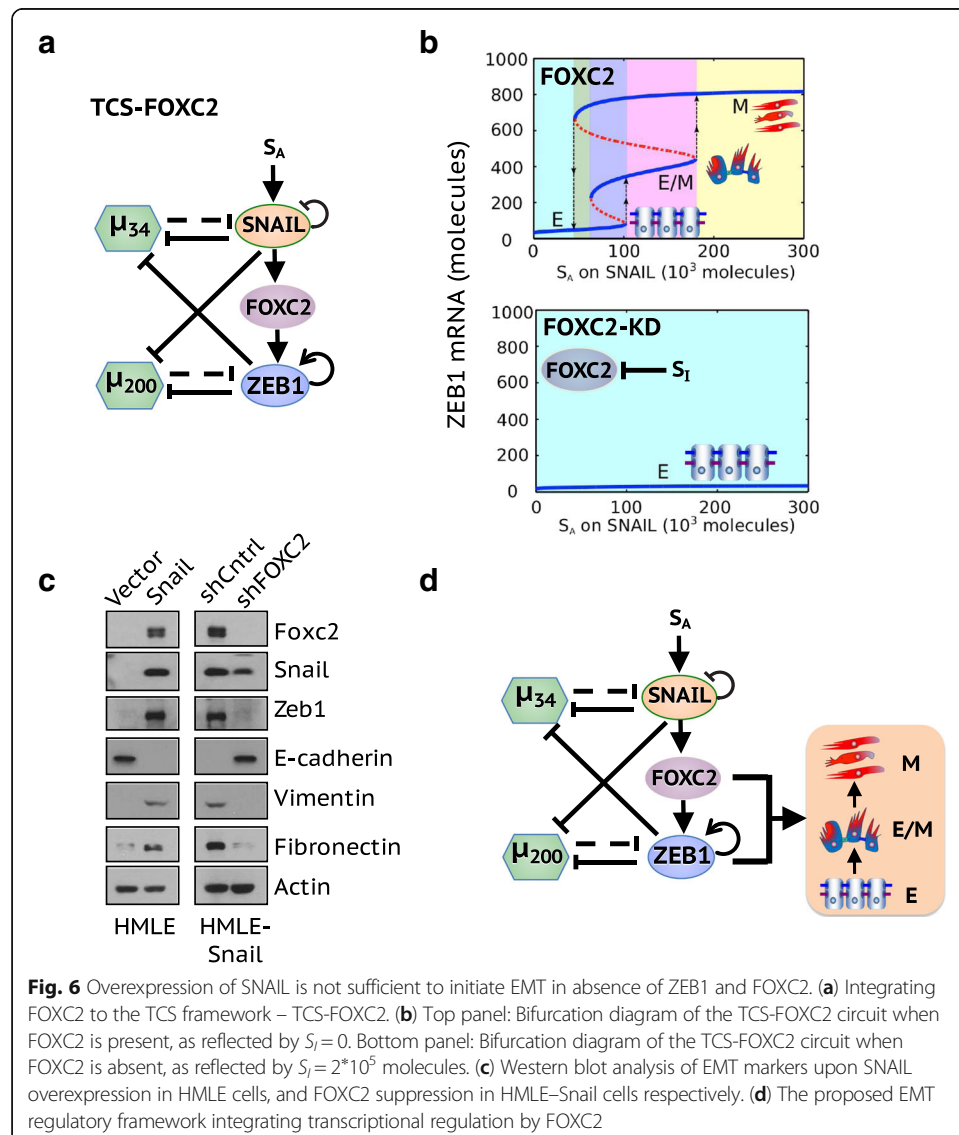 a
TCS-FOXC2
S_A
μ34
SNAIL
FOXC2
μ200
ZEB1
b
ZEB1 mRNA (molecules)
FOXC2
1000
800
600
400
200
0
M
E/M
E
0 100 200 300
S_A on SNAIL (10³ molecules)
FOXC2-KD
1000
800
600
400
200
0
FOXC2
S_I
E
0 100 200 300
S_A on SNAIL (10³ molecules)
c
Vector Snail shCntrl shFOXC2
Foxc2
Snail
Zeb1
E-cadherin
Vimentin
Fibronectin
Actin
HMLE
HMLE-
Snail
d
S_A
μ34
SNAIL
FOXC2
μ200
ZEB1
M
E/M
E
Fig. 6 Overexpression of SNAIL is not sufficient to initiate EMT in absence of ZEB1 and FOXC2. (a) Integrating
FOXC2 to the TCS framework – TCS-FOXC2. (b) Top panel: Bifurcation diagram of the TCS-FOXC2 circuit when
FOXC2 is present, as reflected by S_I = 0. Bottom panel: Bifurcation diagram of the TCS-FOXC2 circuit when
FOXC2 is absent, as reflected by S_I = 2*10⁵ molecules. (c) Western blot analysis of EMT markers upon SNAIL
overexpression in HMLE cells, and FOXC2 suppression in HMLE–Snail cells respectively. (d) The proposed EMT
regulatory framework integrating transcriptional regulation by FOXC2